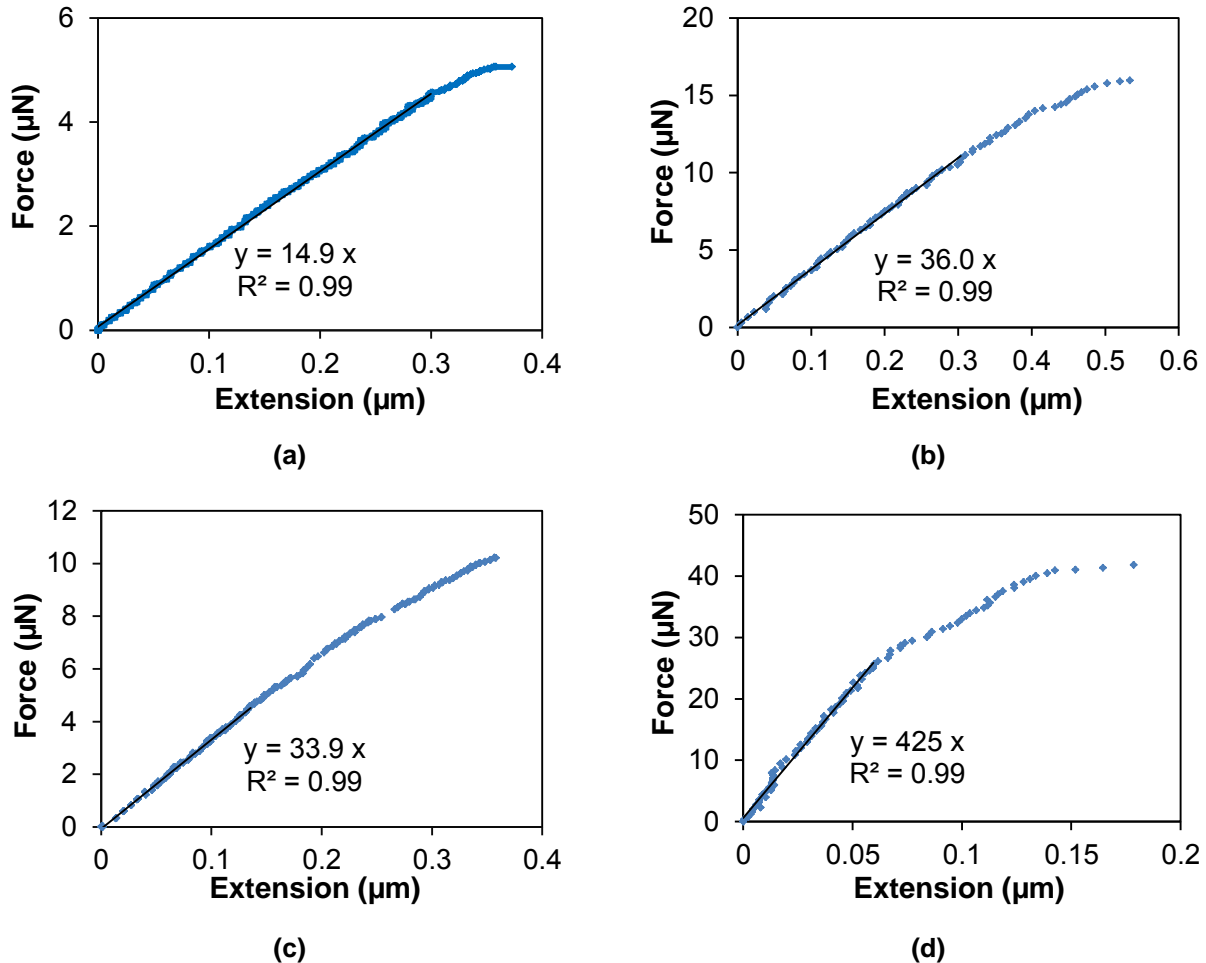 6
4
2
0
0
0.1
0.2
0.3
0.4
Force (µN)
Extension (µm)
y = 14.9 x
R² = 0.99
(a)
20
15
10
5
0
0
0.1
0.2
0.3
0.4
0.5
0.6
Force (µN)
Extension (µm)
y = 36.0 x
R² = 0.99
(b)
12
10
8
6
4
2
0
0
0.1
0.2
0.3
0.4
Force (µN)
Extension (µm)
y = 33.9 x
R² = 0.99
(c)
50
40
30
20
10
0
0
0.05
0.1
0.15
0.2
Force (µN)
Extension (µm)
y = 425 x
R² = 0.99
(d)